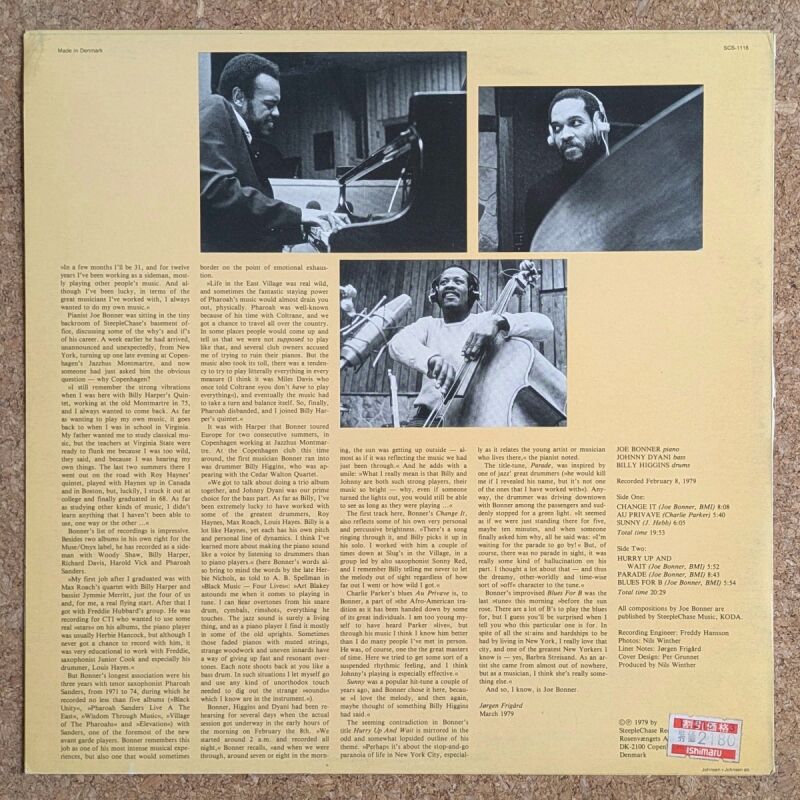 Made in Denmark
SCS-1118
»In a few months I'll be 31, and for twelve
years I've been working as a sideman, most-
ly playing other people's music. And al-
though I've been lucky, in terms of the
great musicians I've worked with, I always
wanted to do my own music.«
Pianist Joe Bonner was sitting in the tiny
backroom of SteepleChase's basement of-
fice, discussing some of the why's and if's
of his career. A week earlier he had arrived,
unannounced and unexpectedly, from New
York, turning up one late evening at Copen-
hagen's Jazzhus Montmartre, and now
someone had just asked him the obvious
question — why Copenhagen?
»I still remember the strong vibrations
when I was here with Billy Harper's Quin-
tet, working at the old Montmartre in 75,
and I always wanted to come back. As far
as wanting to play my own music, it goes
back to when I was in school in Virginia.
My father wanted me to study classical mu-
sic, but the teachers at Virginia State were
ready to flunk me because I was too wild,
they said, and because I was hearing my
own things. The last two summers there I
went out on the road with Roy Haynes'
quintet, played with Haynes up in Canada
and in Boston, but, luckily, I stuck it out at
college and finally graduated in 68. As far
as studying other kinds of music, I didn't
learn anything that I haven't been able to
use, one way or the other ...«
Bonner's list of recordings is impressive.
Besides two albums in his own right for the
Muse/Onyx label, he has recorded as a side-
man with Woody Shaw, Billy Harper,
Richard Davis, Harold Vick and Pharoah
Sanders.
»My first job after I graduated was with
Max Roach's quartet with Billy Harper and
bassist Jymmie Merritt, just the four of us
and, for me, a real flying start. After that I
got with Freddie Hubbard's group. He was
recording for CTI who wanted to use some
real »stars« on his albums, the piano player
was usually Herbie Hancock, but although I
never got a chance to record with him, it
was very educational to work with Freddie,
saxophonist Junior Cook and especially his
drummer, Louis Hayes.«
But Bonner's longest association were his
three years with tenor saxophonist Pharoah
Sanders, from 1971 to 74, during which he
recorded no less than five albums (»Black
Unity«, »Pharoah Sanders Live A The
East«, »Wisdom Through Music«, »Village
of The Pharoahs« and »Elevation«) with
Sanders, one of the foremost of the new
avant garde players. Bonner remembers this
job as one of his most intense musical expe-
riences, but also one that would sometimes
border on the point of emotional exhaus-
tion.
»Life in the East Village was real wild,
and sometimes the fantastic staying power
of Pharoah's music would almost drain you
out, physically. Pharoah was well-known
because of his time with Coltrane, and we
got a chance to travel all over the country.
In some places people would come up and
tell us that we were not supposed to play
like that, and several club owners accused
me of trying to ruin their pianos. But the
music also took its toll, there was a tenden-
cy to try to play litterally everything in every
measure (I think it was Miles Davis who
once told Coltrane »you don't have to play
everything«), and eventually the music had
to take a turn and balance itself. So, finally,
Pharoah disbanded, and I joined Billy Har-
per's quintet.«
It was with Harper that Bonner toured
Europe for two consecutive summers, in
Copenhagen working at Jazzhus Montmar-
tre. At the Copenhagen club this time
around, the first musician Bonner ran into
was drummer Billy Higgins, who was ap-
pearing with the Cedar Walton Quartet.
»We got to talk about doing a trio album
together, and Johnny Dyani was our prime
choice for the bass part. As far as Billy, I've
been extremely lucky to have worked with
some of the greatest drummers, Roy
Haynes, Max Roach, Louis Hayes. Billy is a
lot like Haynes, yet each has his own pitch
and personal line of dynamics. I think I've
learned more about making the piano sound
like a voice by listening to drummers than
to piano players.« (here Bonner's words al-
so bring to mind the words by the late Her-
bie Nichols, as told to A. B. Spellman in
»Black Music — Four Lives«: »Art Blakey
astounds me when it comes to playing in
tune. I can hear overtones from his snare
drum, cymbals, rimshots, everything he
touches. The jazz sound is surely a living
thing, and as a piano player I find it mostly
in some of the old uprights. Sometimes
those faded pianos with muted strings,
strange woodwork and uneven innards have
a way of giving up fast and resonant over-
tones. Each note shoots back at you like a
bass drum. In such situations I let myself go
and use any kind of unorthodox touch
needed to dig out the strange »sounds«
which I know are in the instrument.«).
Bonner, Higgins and Dyani had been re-
hearsing for several days when the actual
session got underway in the early hours of
the morning on February the 8th. »We
started around 2 a.m. and recorded all
night,« Bonner recalls, »and when we were
through, around seven or eight in the morn-
ing, the sun was getting up outside — al-
most as if it was reflecting the music we had
just been through.« And he adds with a
smile: »What I really mean is that Billy and
Johnny are both such strong players, their
music so bright — why, even if someone
turned the lights out, you would still be able
to see as long as they were playing ...«
The first track here, Bonner's Change It,
also reflects some of his own very personal
and percussive brightness. »There's a song
ringing through it, and Billy picks it up in
his solo. I worked with him a couple of
times down at Slug's in the Village, in a
group led by alto saxophonist Sonny Red,
and I remember Billy telling me never to let
the melody out of sight regardless of how
far out I went or how wild I got.«
Charlie Parker's blues Au Privave is, to
Bonner, a part of »the Afro-American tra-
dition as it has been handed down by some
of its great individuals. I am too young my-
self to have heard Parker »live«, but
through his music I think I know him better
than I do many people I've met in person.
He was, of course, one the the great masters
of time. Here we tried to get some sort of a
suspended rhythmic feeling, and I think
Johnny's playing is especially effective.«
Sunny was a popular hit-tune a couple of
years ago, and Bonner chose it here, because
»I love the melody, and then again,
maybe thought of something Billy Higgins
had said.«
The seeming contradiction in Bonner's
title Hurry Up And Wait is mirrored in the
odd and somewhat lopsided outline of his
theme. »Perhaps it's about the stop-and-go
paranoia of life in New York City, especial-
ly as it relates the young artist or musician
who lives there,« the pianist noted.
The title-tune, Parade, was inspired by
one of jazz' great drummers (»he would kill
me if I revealed his name, but it's not one
of the ones that I have worked with«). Any-
way, the drummer was driving downtown
with Bonner among the passengers and sud-
denly stopped for a green light. »It seemed
as if we were just standing there for five,
maybe ten minutes, and when someone
finally asked him why, all he said was: »I'm
waiting for the parade to go by!« But, of
course, there was no parade in sight, it was
really some kind of hallucination on his
part. I thought a lot about that — and thus
the dreamy, other-worldly and time-wise
sort of »off« character to the tune.«
Bonner's improvised Blues For B was the
last »tune« this morning »before the sun
rose. There are a lot of B's to play the blues
for, but I guess you'll be surprised when I
tell you who this particular one is for. In
spite of all the strains and hardships to be
had by living in New York, I really love that
city, and one of the greatest New Yorkers I
know is — yes, Barbra Streisand. As an ar-
tist she came from almost out of nowhere,
but as a musician, I think she's really some-
thing else.«
And so, I know, is Joe Bonner.
Jørgen Frigård
March 1979
JOE BONNER piano
JOHNNY DYANI bass
BILLY HIGGINS drums
Recorded February 8, 1979
Side One:
CHANGE IT (Joe Bonner, BMI) 8:08
AU PRIVAVE (Charlie Parker) 5:40
SUNNY (J. Hebb) 6:05
Total time 19:53
Side Two:
HURRY UP AND
WAIT (Joe Bonner, BMI) 5:52
PARADE (Joe Bonner, BMI) 8:43
BLUES FOR B (Joe Bonner, BMI) 5:54
Total time 20:29
All compositions by Joe Bonner are
published by SteepleChase Music, KODA.
Recording Engineer: Freddy Hansson
Photos: Nils Winther
Liner Notes: Jørgen Frigård
Cover Design: Per Grunnet
Produced by Nils Winther
©℗ 1979 by
SteepleChase Re
Rosenvængets A
DK-2100 Copen
Denmark
割引価格
特価 2180
ishimaru
Johnsen+Johnsen as